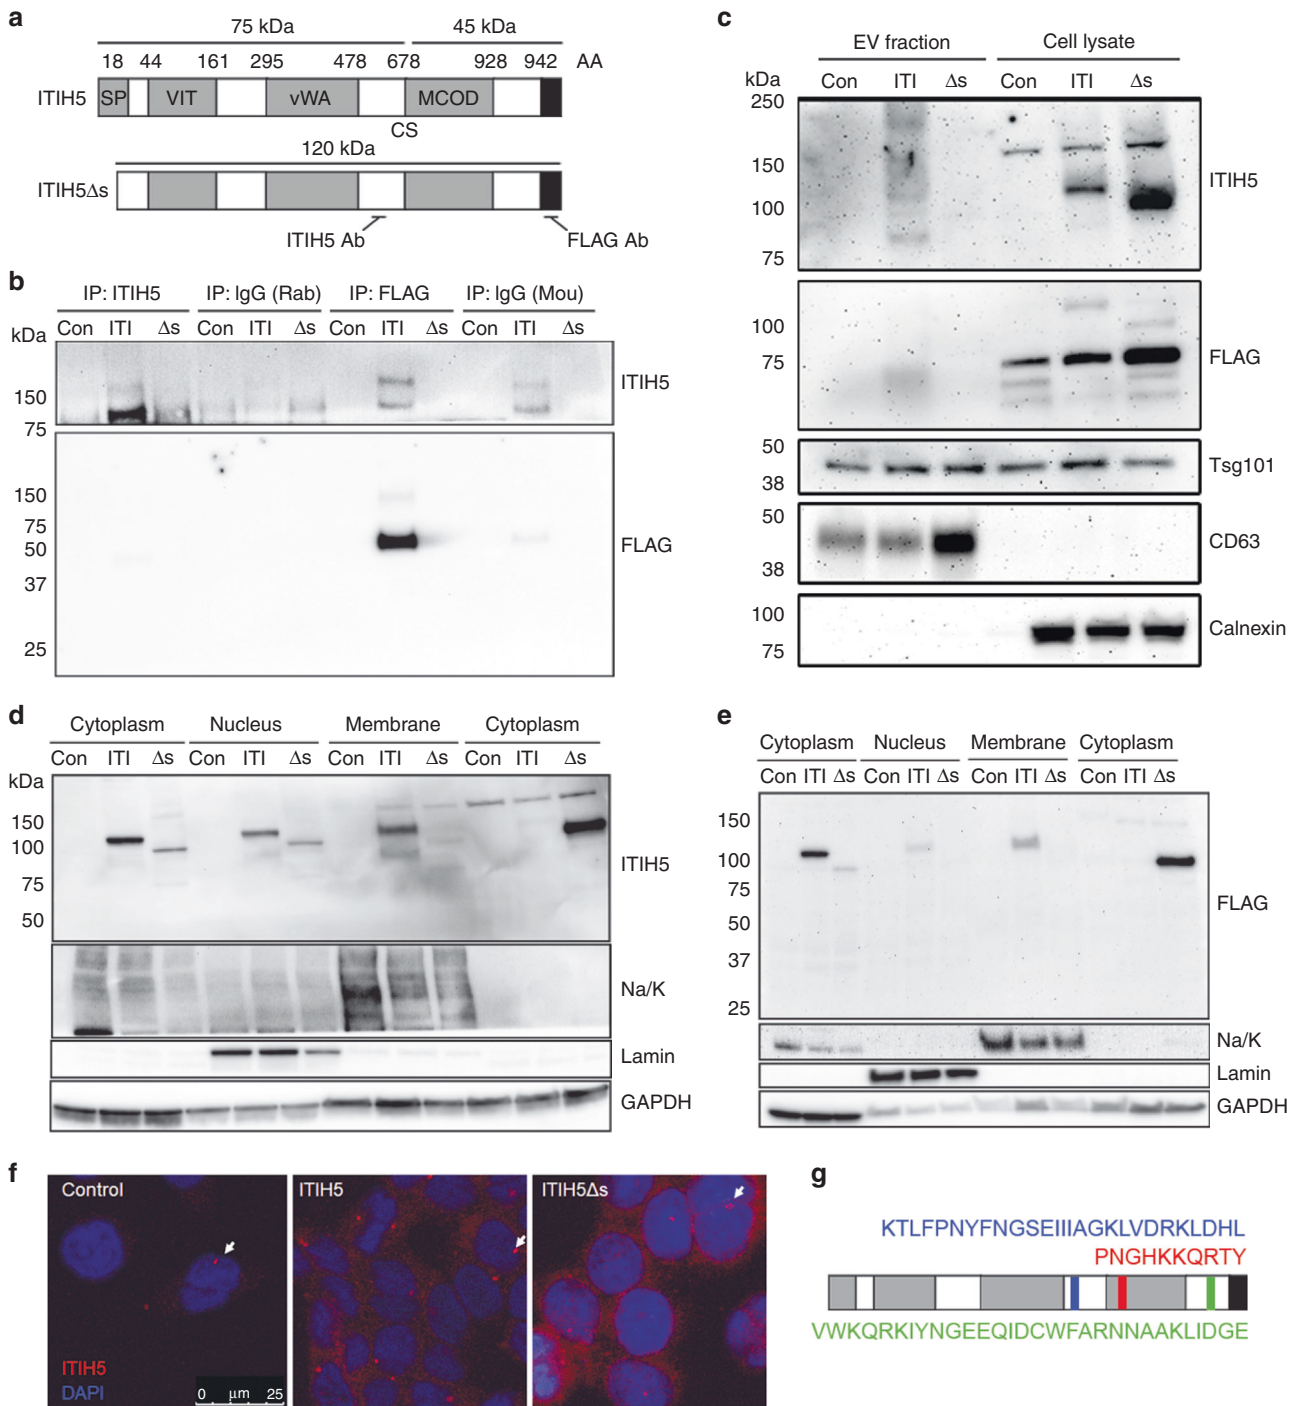 a
75 kDa 45 kDa
18 44 161 295 478 678 928 942 AA
ITIH5 SP VIT vWA MCOD
CS
120 kDa
ITIH5Δs
ITIH5 Ab FLAG Ab
b
IP: ITIH5 IP: IgG (Rab) IP: FLAG IP: IgG (Mou)
Con ITI Δs Con ITI Δs Con ITI Δs Con ITI Δs
kDa
ITIH5
150
75
150
75
50
FLAG
37
25
c
EV fraction Cell lysate
kDa Con ITI Δs Con ITI Δs
250
150
ITIH5
100
75
100
75
FLAG
50
Tsg101
38
50
CD63
38
100
Calnexin
75
d
Cytoplasm Nucleus Membrane Cytoplasm
Con ITI Δs Con ITI Δs Con ITI Δs Con ITI Δs
kDa
150
100
ITIH5
75
50
Na/K
Lamin
GAPDH
e
Cytoplasm Nucleus Membrane Cytoplasm
Con ITI Δs Con ITI Δs Con ITI Δs Con ITI Δs
150
100
75
FLAG
50
37
25
Na/K
Lamin
GAPDH
f
Control ITIH5 ITIH5Δs
ITIH5
DAPI
0 μm 25
g
KTLFPNYFNGSEIIIAGKLVDRKLDHL
PNGHKKQRTY
VWKQRKIYNGEEQIDCWFARNNAAKLIDGE